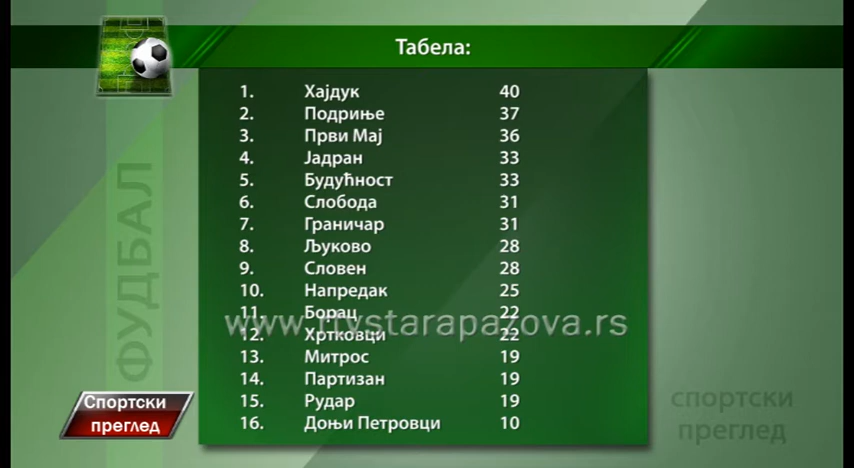 Табела:
1. Хајдук 40
2. Подриње 37
3. Први Мај 36
4. Јадран 33
5. Будућност 33
6. Слобода 31
7. Граничар 31
8. Љуково 28
9. Словен 28
10. Напредак 25
11. Борац 22
www.rtvstarapazova.rs
12. Хртковци 22
13. Митрос 19
14. Партизан 19
15. Рудар 19
16. Доњи Петровци 10
ФУДБАЛ
Спортски
преглед
спортски
преглед